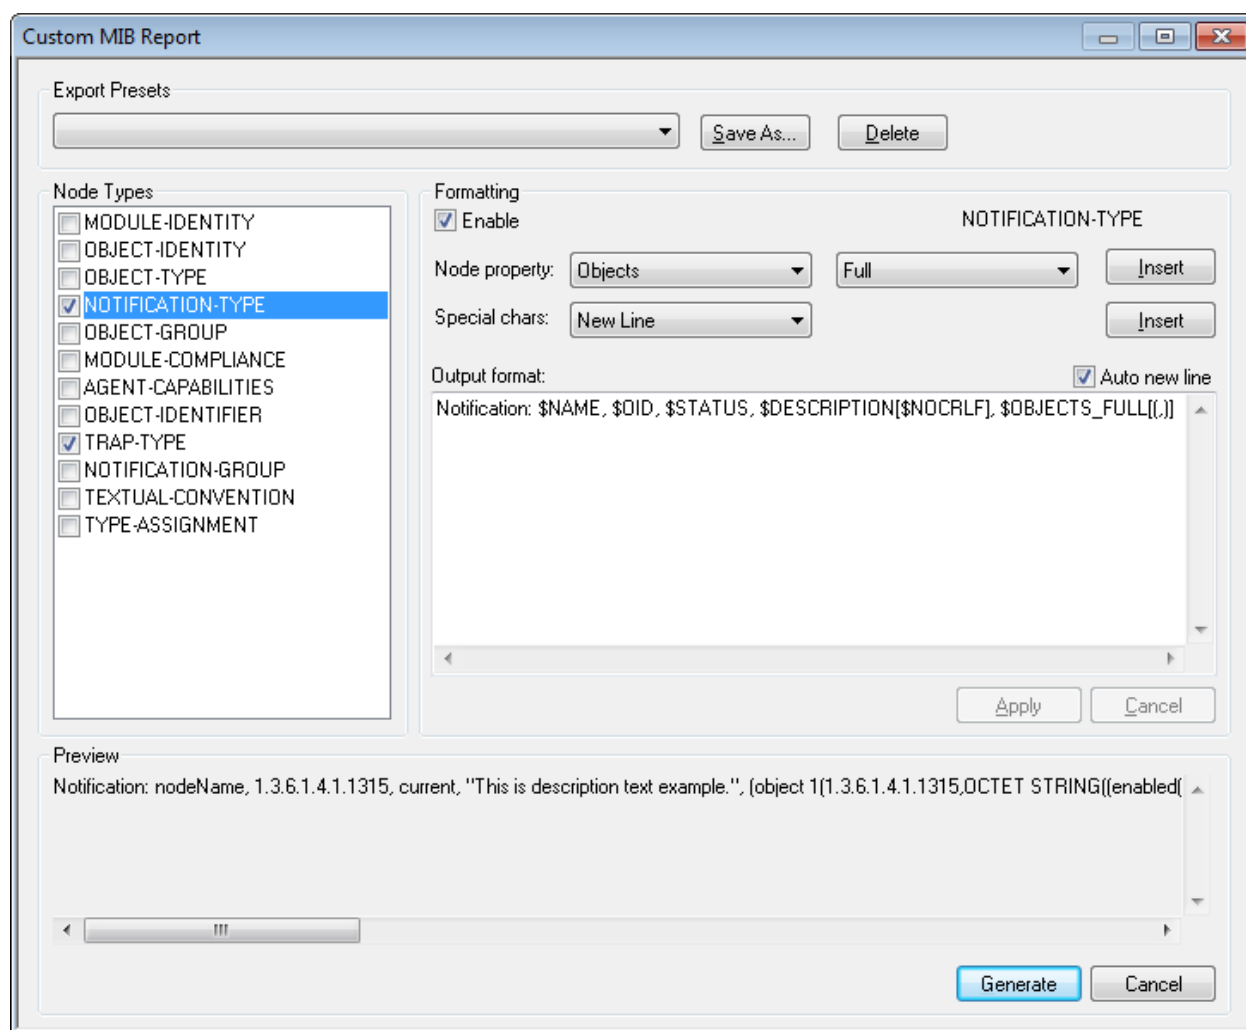 Custom MIB Report
Export Presets
Save As...
Delete
Node Types
MODULE-IDENTITY
OBJECT-IDENTITY
OBJECT-TYPE
NOTIFICATION-TYPE
OBJECT-GROUP
MODULE-COMPLIANCE
AGENT-CAPABILITIES
OBJECT-IDENTIFIER
TRAP-TYPE
NOTIFICATION-GROUP
TEXTUAL-CONVENTION
TYPE-ASSIGNMENT
Formatting
Enable
NOTIFICATION-TYPE
Node property:
Objects
Full
Insert
Special chars:
New Line
Insert
Output format:
Auto new line
Notification: $NAME, $OID, $STATUS, $DESCRIPTION[$NOCRLF], $OBJECTS_FULL[(,)]
Apply
Cancel
Preview
Notification: nodeName, 1.3.6.1.4.1.1315, current, "This is description text example.", (object 1(1.3.6.1.4.1.1315,OCTET STRING((enabled(
Generate
Cancel